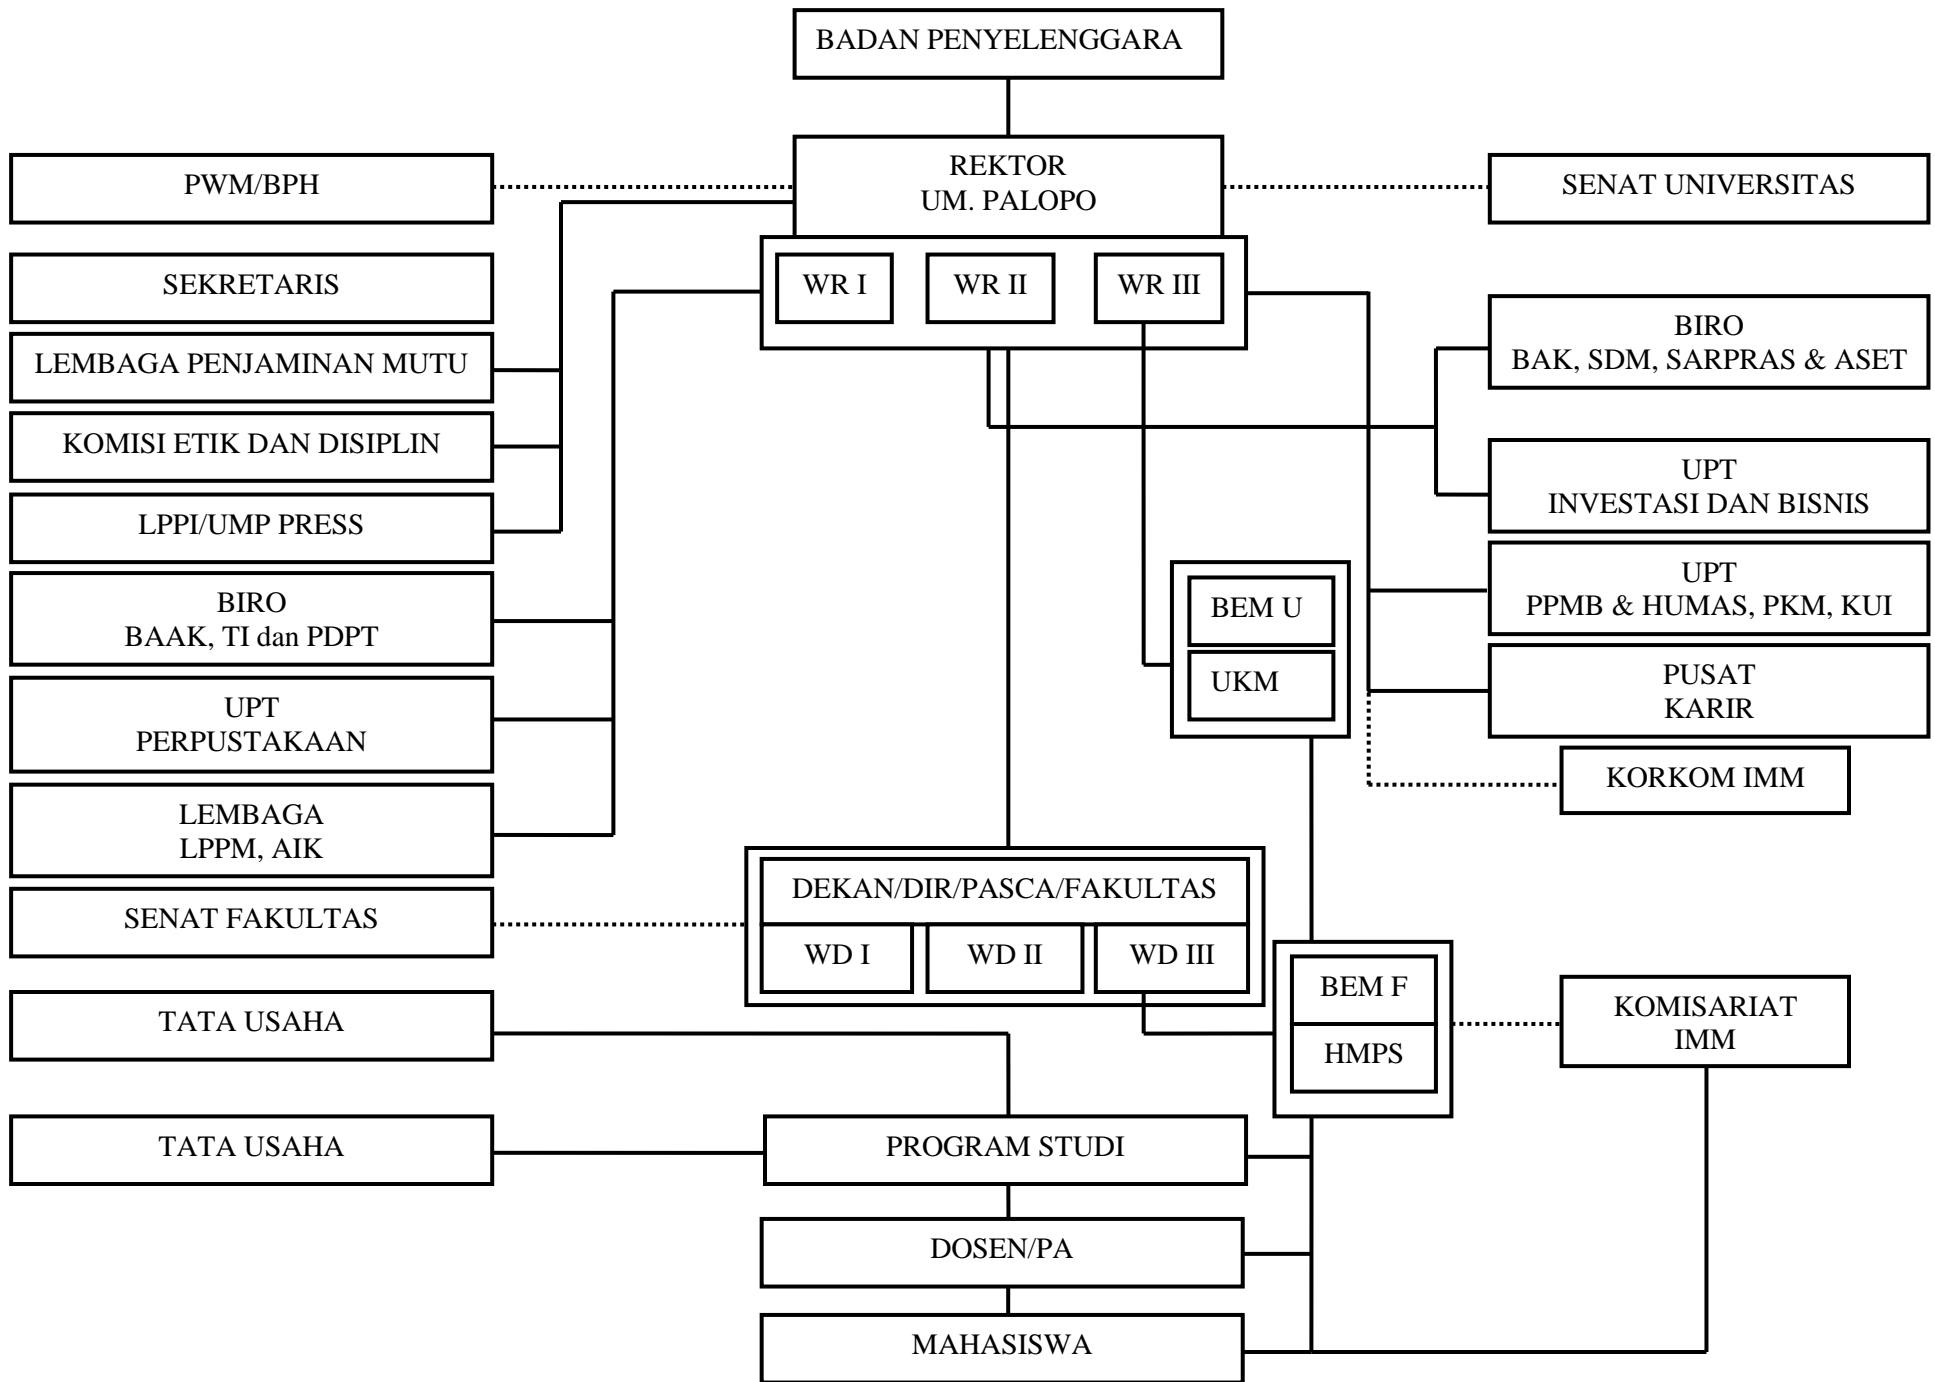 BADAN PENYELENGGARA
PWM/BPH
REKTOR
UM. PALOPO
SENAT UNIVERSITAS
SEKRETARIS
WR I
WR II
WR III
LEMBAGA PENJAMINAN MUTU
BIRO
BAK, SDM, SARPRAS & ASET
KOMISI ETIK DAN DISIPLIN
UPT
INVESTASI DAN BISNIS
LPPI/UMP PRESS
UPT
PPMB & HUMAS, PKM, KUI
BIRO
BAAK, TI dan PDPT
BEM U
UKM
PUSAT
KARIR
UPT
PERPUSTAKAAN
KORKOM IMM
LEMBAGA
LPPM, AIK
DEKAN/DIR/PASCA/FAKULTAS
SENAT FAKULTAS
WD I
WD II
WD III
BEM F
HMPS
KOMISARIAT
IMM
TATA USAHA
TATA USAHA
PROGRAM STUDI
DOSEN/PA
MAHASISWA